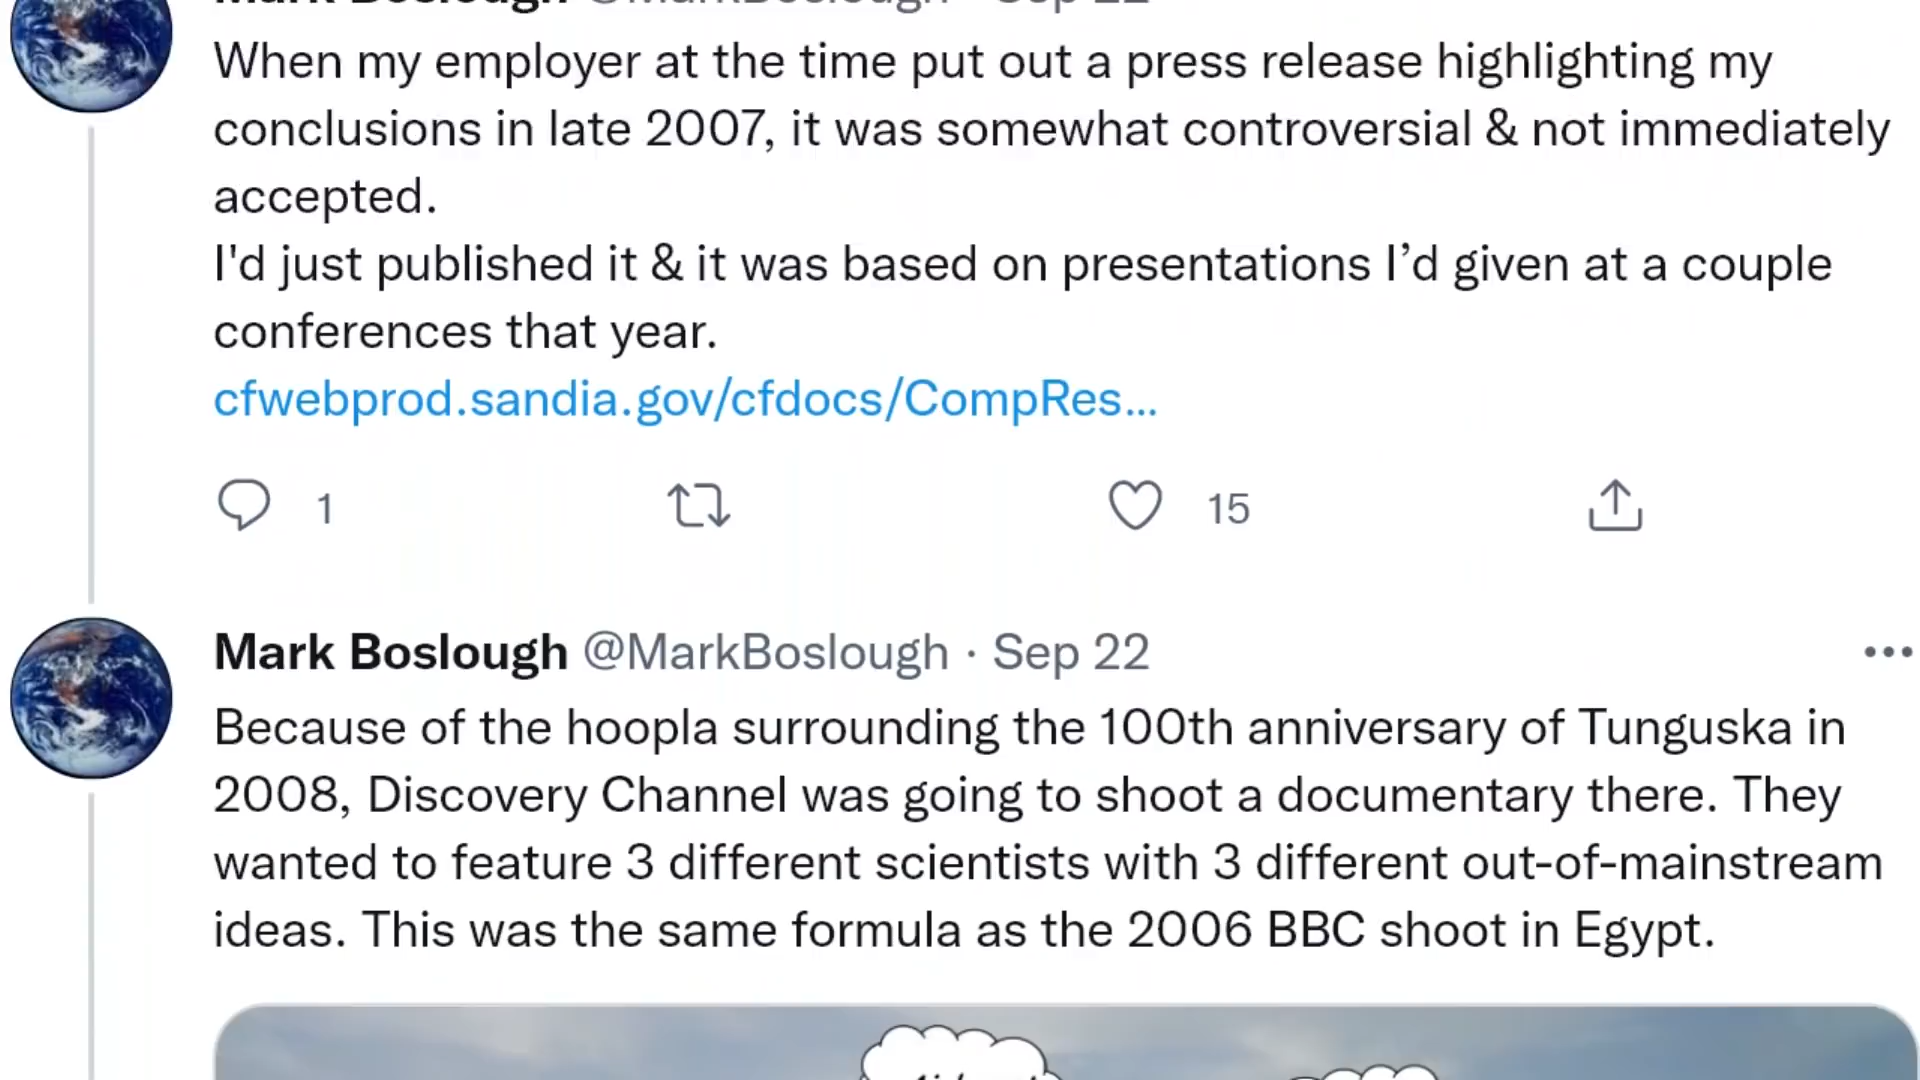 Mark Boslough @MarkBoslough · Sep 22
When my employer at the time put out a press release highlighting my
conclusions in late 2007, it was somewhat controversial & not immediately
accepted.
I'd just published it & it was based on presentations I’d given at a couple
conferences that year.
cfwebprod.sandia.gov/cfdocs/CompRes...
1
15
Mark Boslough @MarkBoslough · Sep 22
Because of the hoopla surrounding the 100th anniversary of Tunguska in
2008, Discovery Channel was going to shoot a documentary there. They
wanted to feature 3 different scientists with 3 different out-of-mainstream
ideas. This was the same formula as the 2006 BBC shoot in Egypt.